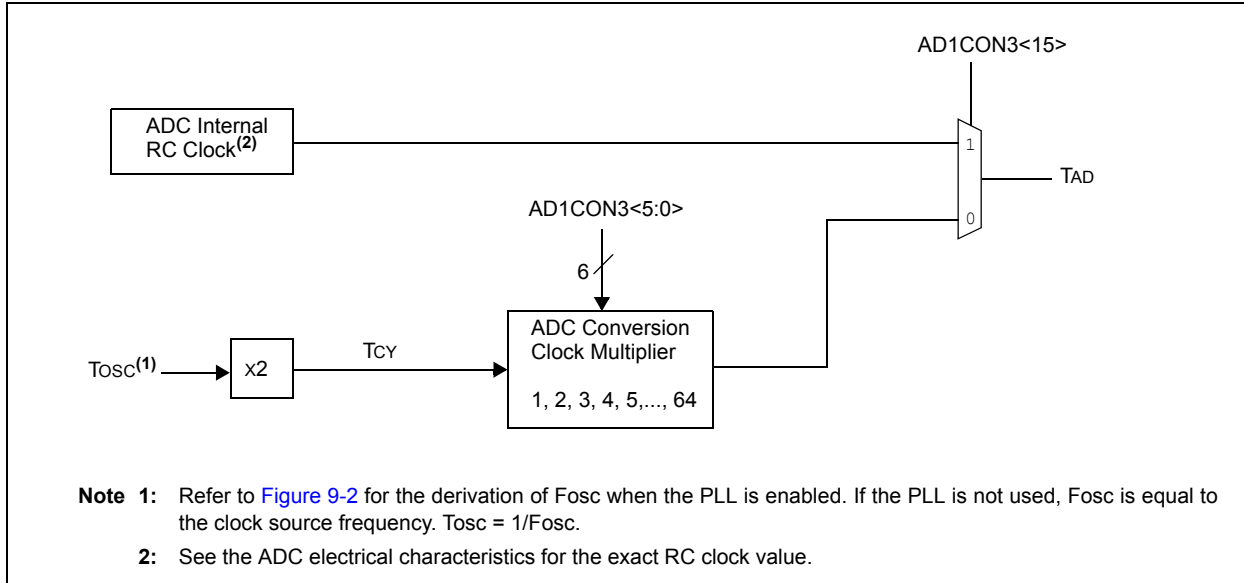 AD1CON3<15>
ADC Internal
RC Clock(2)
1
TAD
AD1CON3<5:0>
0
6
ADC Conversion
Clock Multiplier
TOSC(1)
X2
TCY
1, 2, 3, 4, 5,..., 64
Note 1: Refer to Figure 9-2 for the derivation of Fosc when the PLL is enabled. If the PLL is not used, Fosc is equal to
the clock source frequency. Tosc = 1/Fosc.
2: See the ADC electrical characteristics for the exact RC clock value.